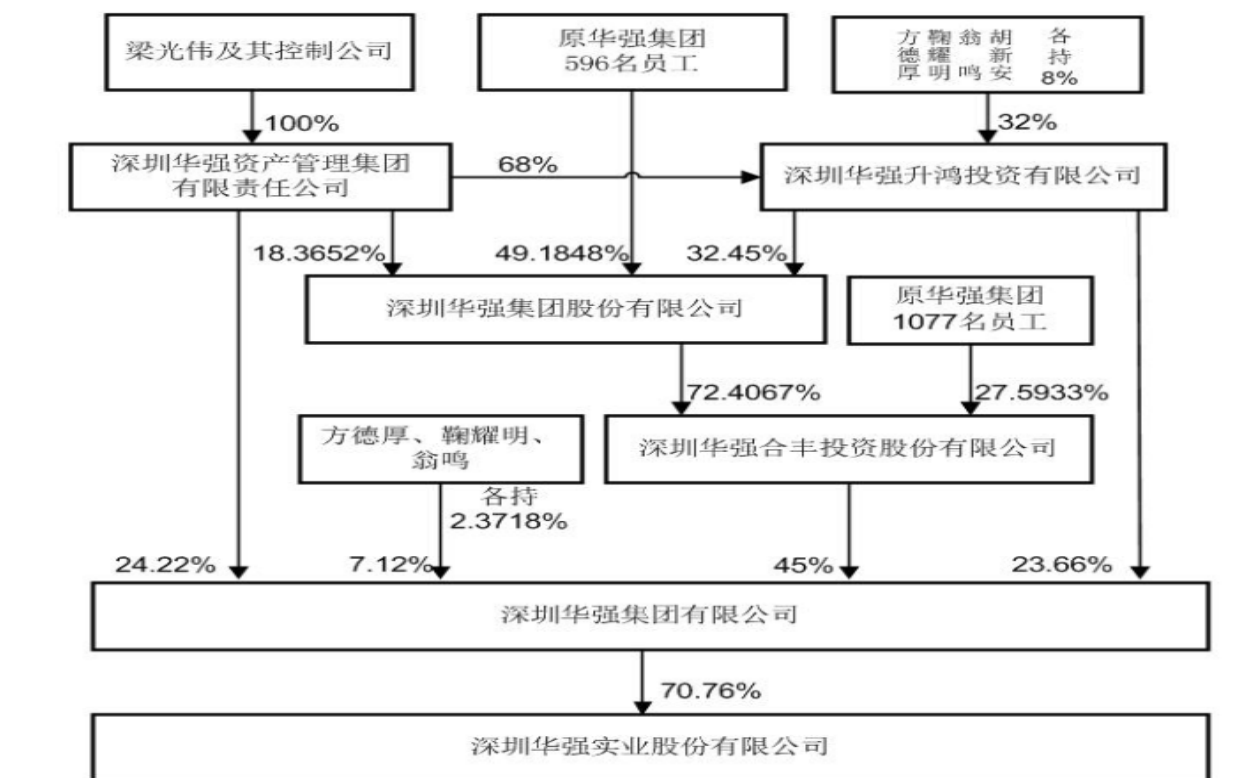 梁光伟及其控制公司
原华强集团
596名员工
方 鞠 翁 胡 各
德 耀 新 持
厚 明 鸣 安 8%
100%
32%
深圳华强资产管理集团
有限责任公司
68%
深圳华强升鸿投资有限公司
18.3652%
49.1848%
32.45%
深圳华强集团股份有限公司
原华强集团
1077名员工
72.4067%
27.5933%
方德厚、鞠耀明、
翁鸣
深圳华强合丰投资股份有限公司
各持
2.3718%
24.22%
7.12%
45%
23.66%
深圳华强集团有限公司
70.76%
深圳华强实业股份有限公司